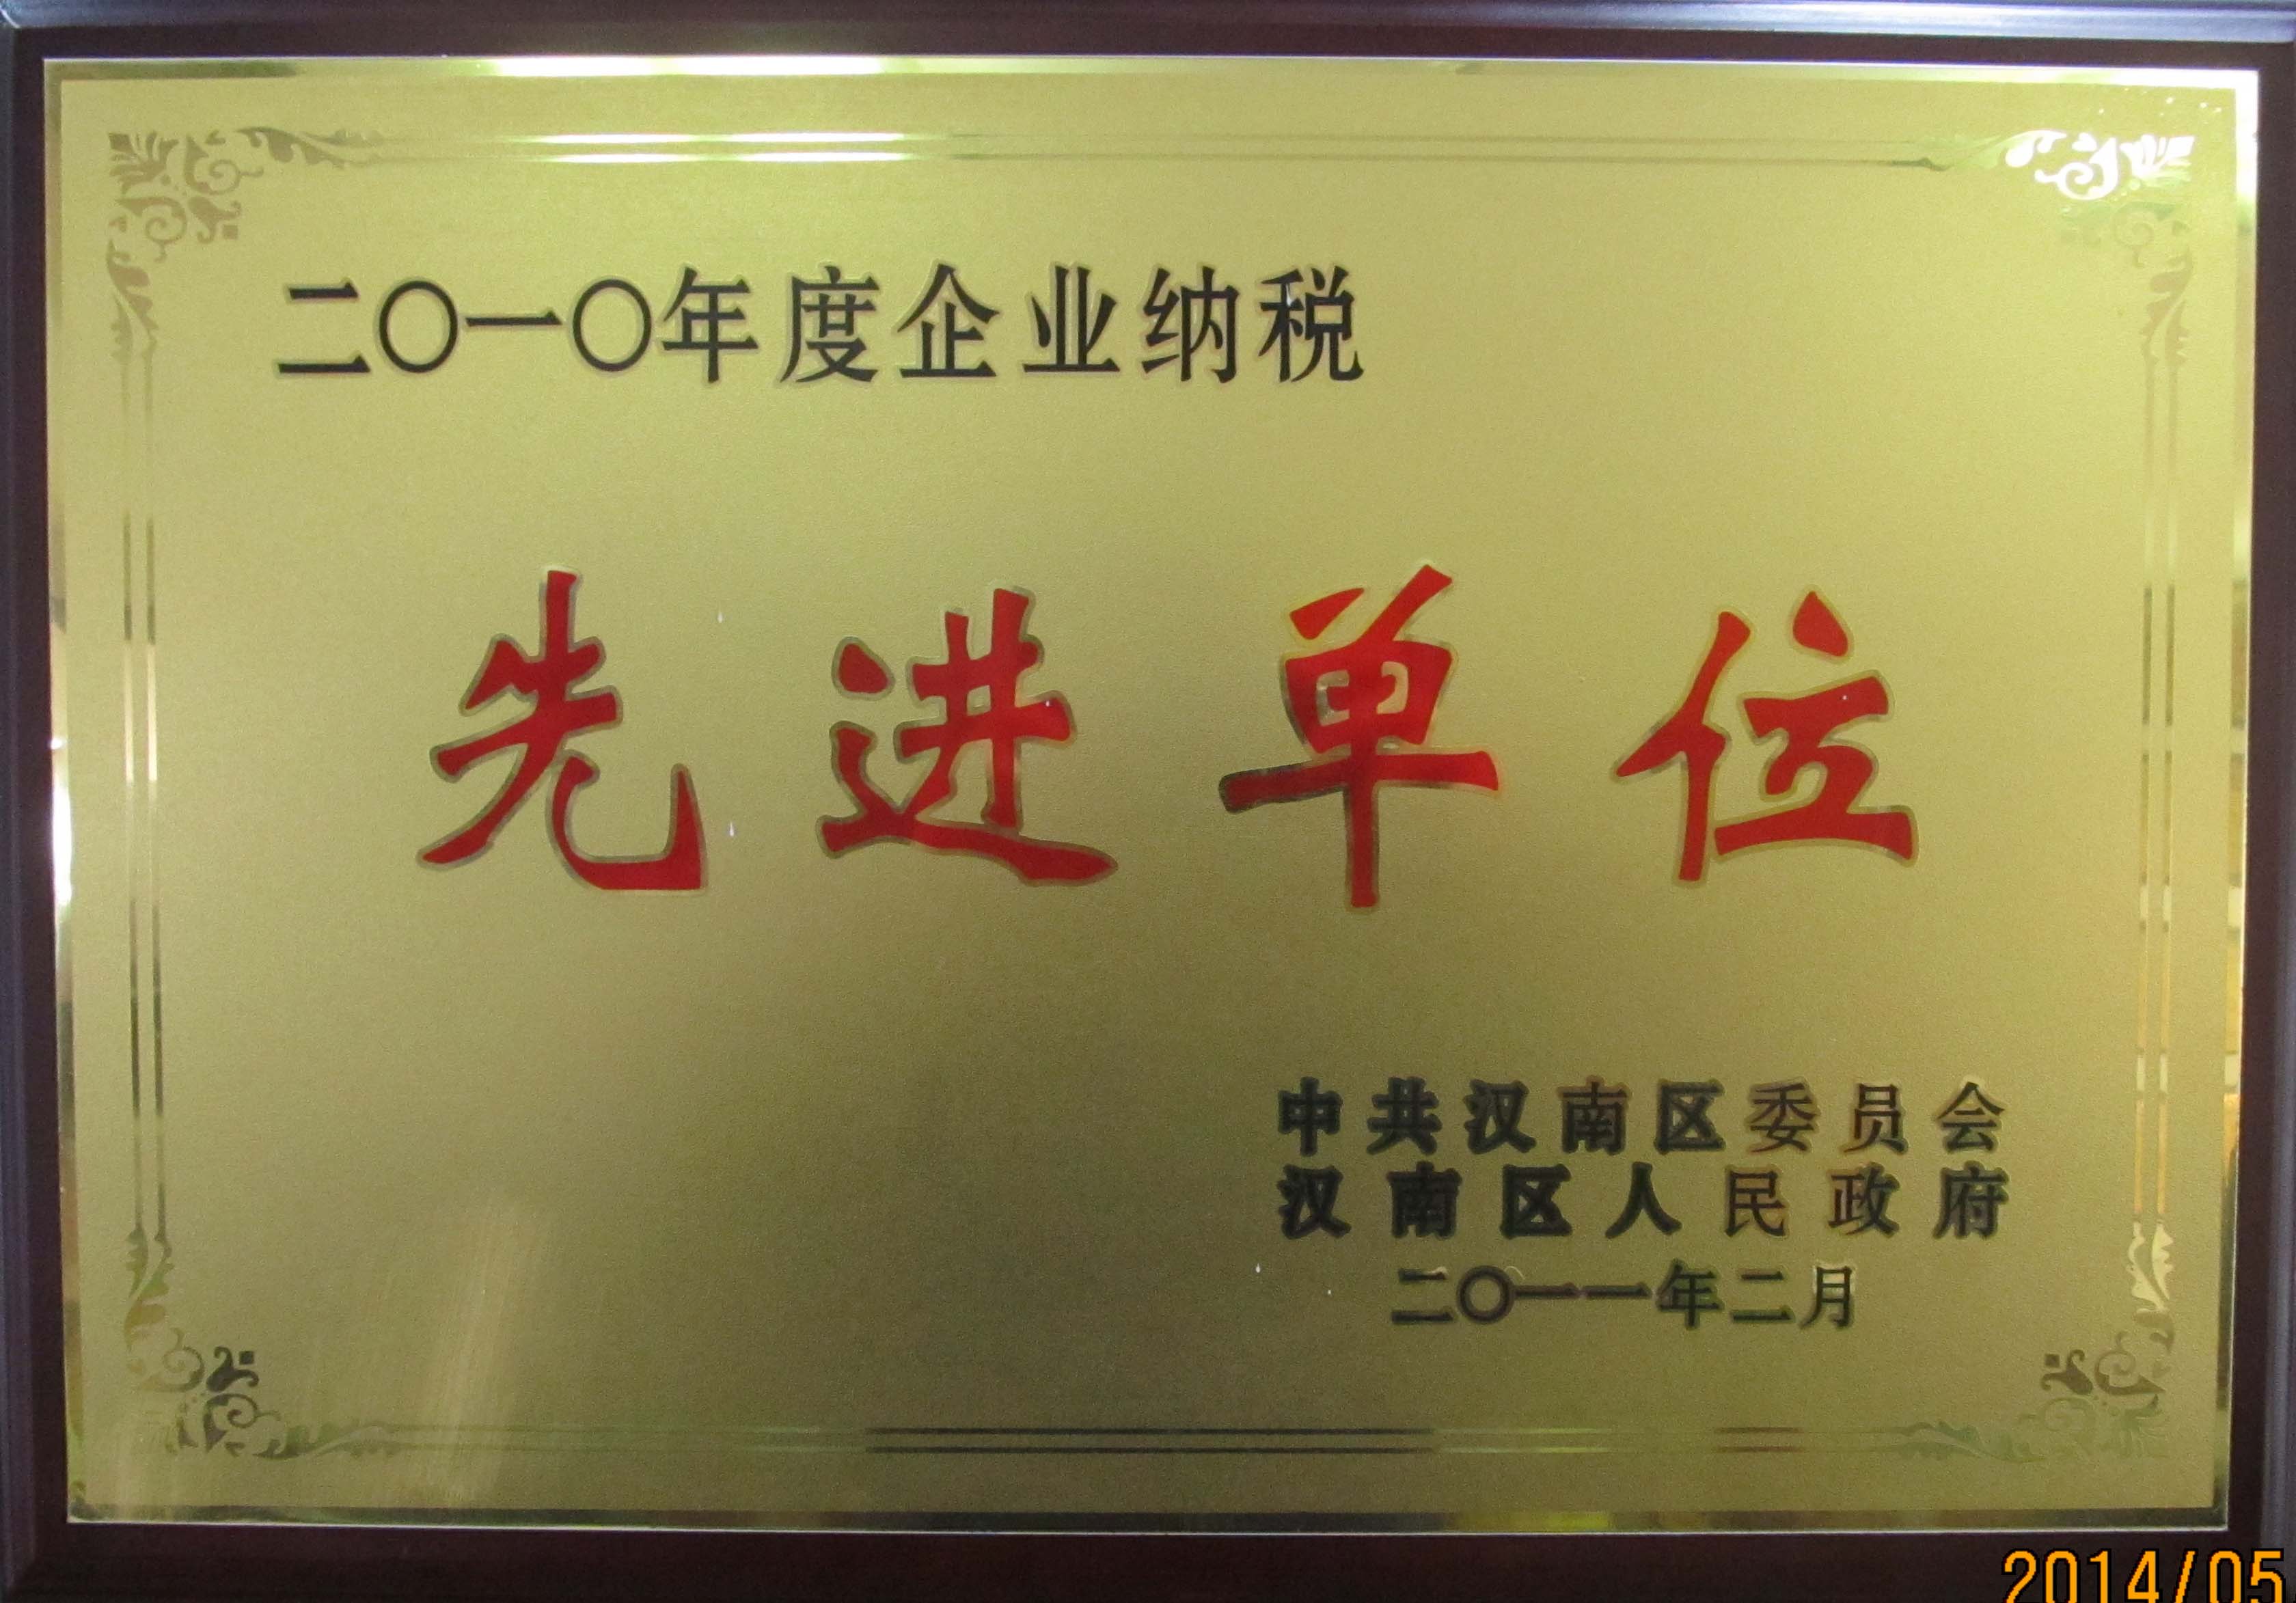 二〇一〇年度企业纳税
先进单位
中共汉南区委员会
汉南区人民政府
二〇一一年二月
2014/05